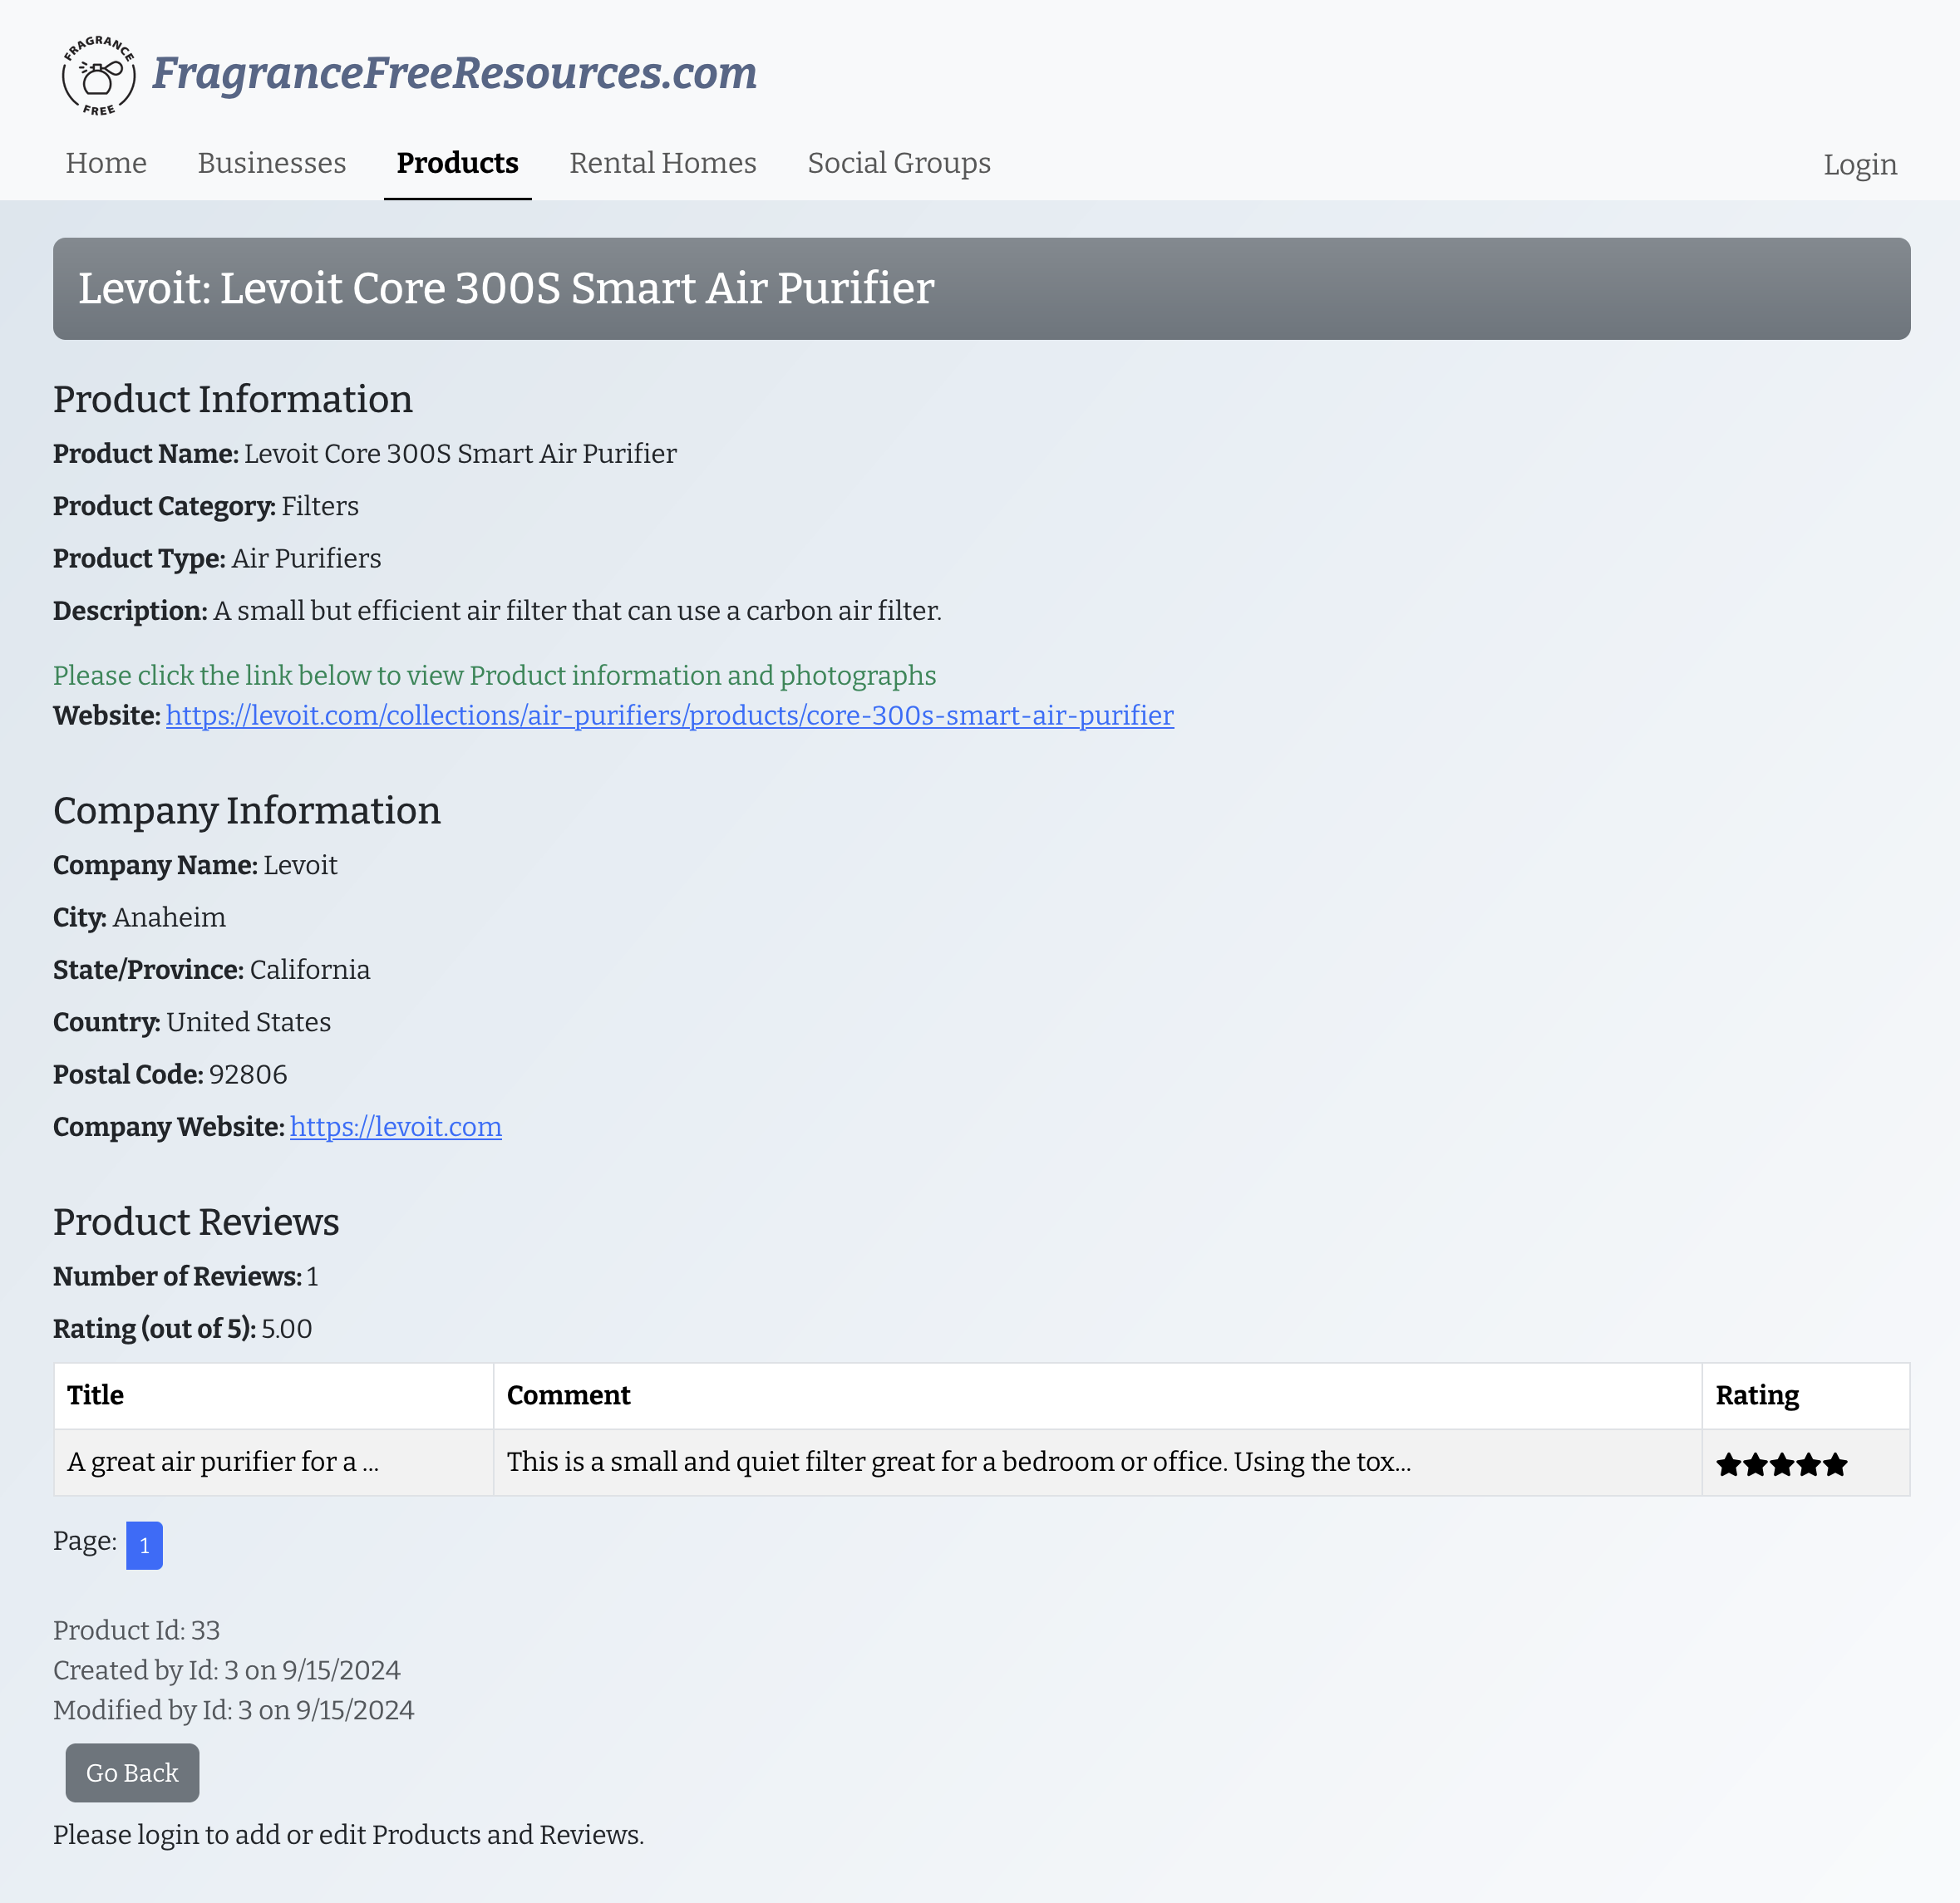 FRAGRANCE
FREE
FragranceFreeResources.com
Home Businesses Products Rental Homes Social Groups Login
Levoit: Levoit Core 300S Smart Air Purifier
Product Information
Product Name: Levoit Core 300S Smart Air Purifier
Product Category: Filters
Product Type: Air Purifiers
Description: A small but efficient air filter that can use a carbon air filter.
Please click the link below to view Product information and photographs
Website: https://levoit.com/collections/air-purifiers/products/core-300s-smart-air-purifier
Company Information
Company Name: Levoit
City: Anaheim
State/Province: California
Country: United States
Postal Code: 92806
Company Website: https://levoit.com
Product Reviews
Number of Reviews: 1
Rating (out of 5): 5.00
Title Comment Rating
A great air purifier for a ... This is a small and quiet filter great for a bedroom or office. Using the tox...
Page: 1
Product Id: 33
Created by Id: 3 on 9/15/2024
Modified by Id: 3 on 9/15/2024
Go Back
Please login to add or edit Products and Reviews.